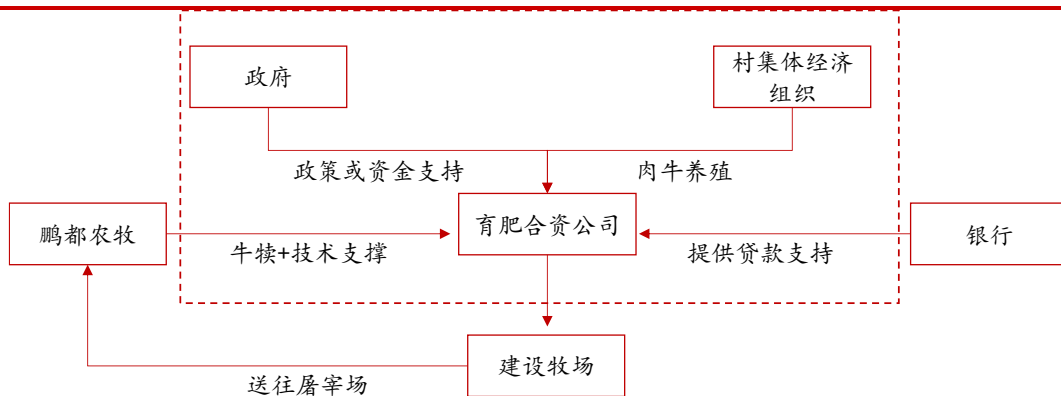 政府
村集体经济
组织
政策或资金支持
肉牛养殖
鹏都农牧
牛犊+技术支撑
育肥合资公司
提供贷款支持
银行
建设牧场
送往屠宰场